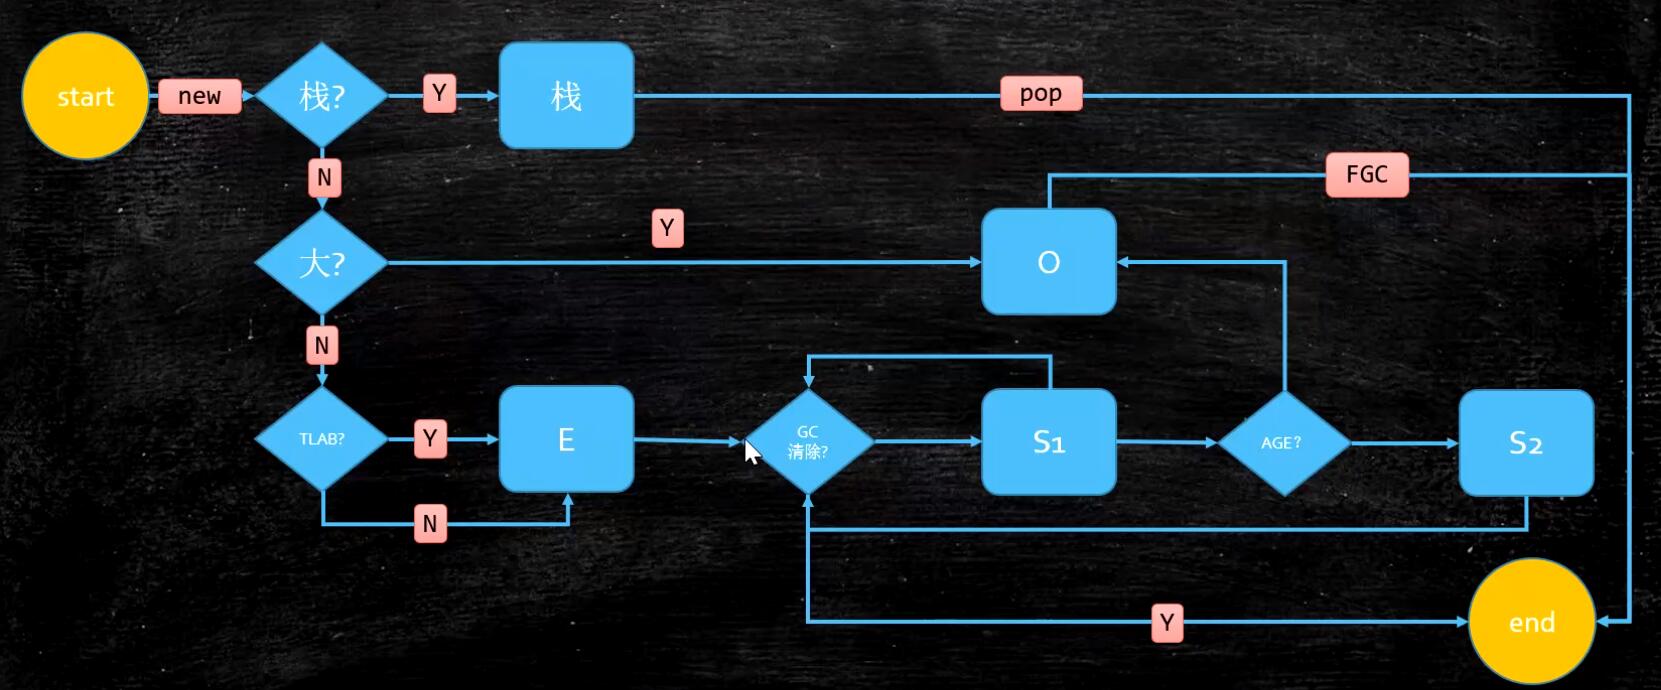 start
new
栈?
Y
栈
pop
N
FGC
大?
Y
O
N
TLAB?
Y
E
GC
清除?
S1
AGE?
S2
N
Y
end